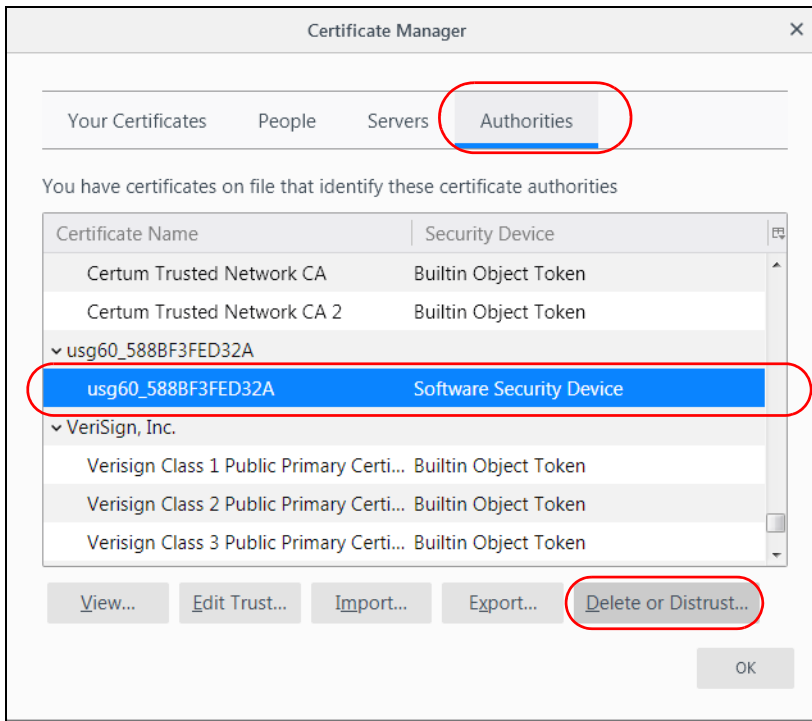 Certificate Manager
Your Certificates People Servers Authorities
You have certificates on file that identify these certificate authorities
Certificate Name Security Device
Certum Trusted Network CA Builtin Object Token
Certum Trusted Network CA 2 Builtin Object Token
usg60_588BF3FED32A
usg60_588BF3FED32A Software Security Device
VeriSign, Inc.
Verisign Class 1 Public Primary Certi... Builtin Object Token
Verisign Class 2 Public Primary Certi... Builtin Object Token
Verisign Class 3 Public Primary Certi... Builtin Object Token
View... Edit Trust... Import... Export... Delete or Distrust...
OK